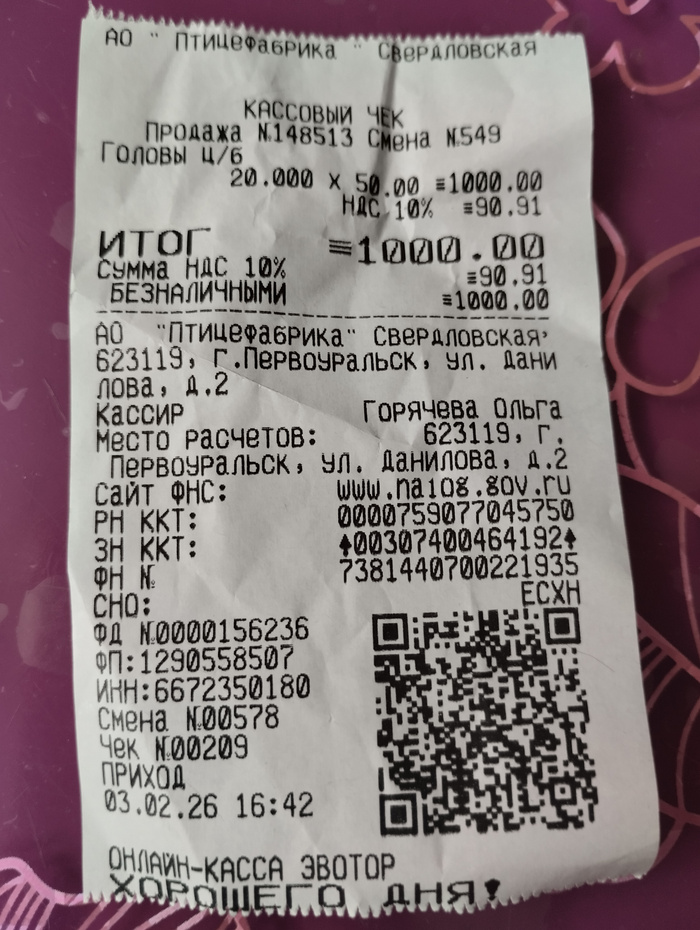 АО " Птицефабрика " Свердловская
КАССОВЫЙ ЧЕК
Продажа №148513 Смена №549
Головы ц/б
20.000 x 50.00 ≡1000.00
НДС 10% ≡90.91
ИТОГ ≡1000.00
Сумма НДС 10% ≡90.91
БЕЗНАЛИЧНЫМИ ≡1000.00
АО "Птицефабрика" Свердловская"
623119, г.Первоуральск, ул. Дани
лова, д.2
Кассир Горячева Ольга
Место расчетов: 623119, г.
Первоуральск, ул. Данилова, д.2
Сайт ФНС: www.nalog.gov.ru
РН ККТ: 0000759077045750
ЗН ККТ: 00307400464192
ФН № 7381440700221935
СНО: ЕСХН
ФД №0000156236
ФП:1290558507
ИНН:6672350180
Смена №00578
Чек №00209
ПРИХОД
03.02.26 16:42
ОНЛАЙН-КАССА ЭВОТОР
ХОРОШЕГО ДНЯ!